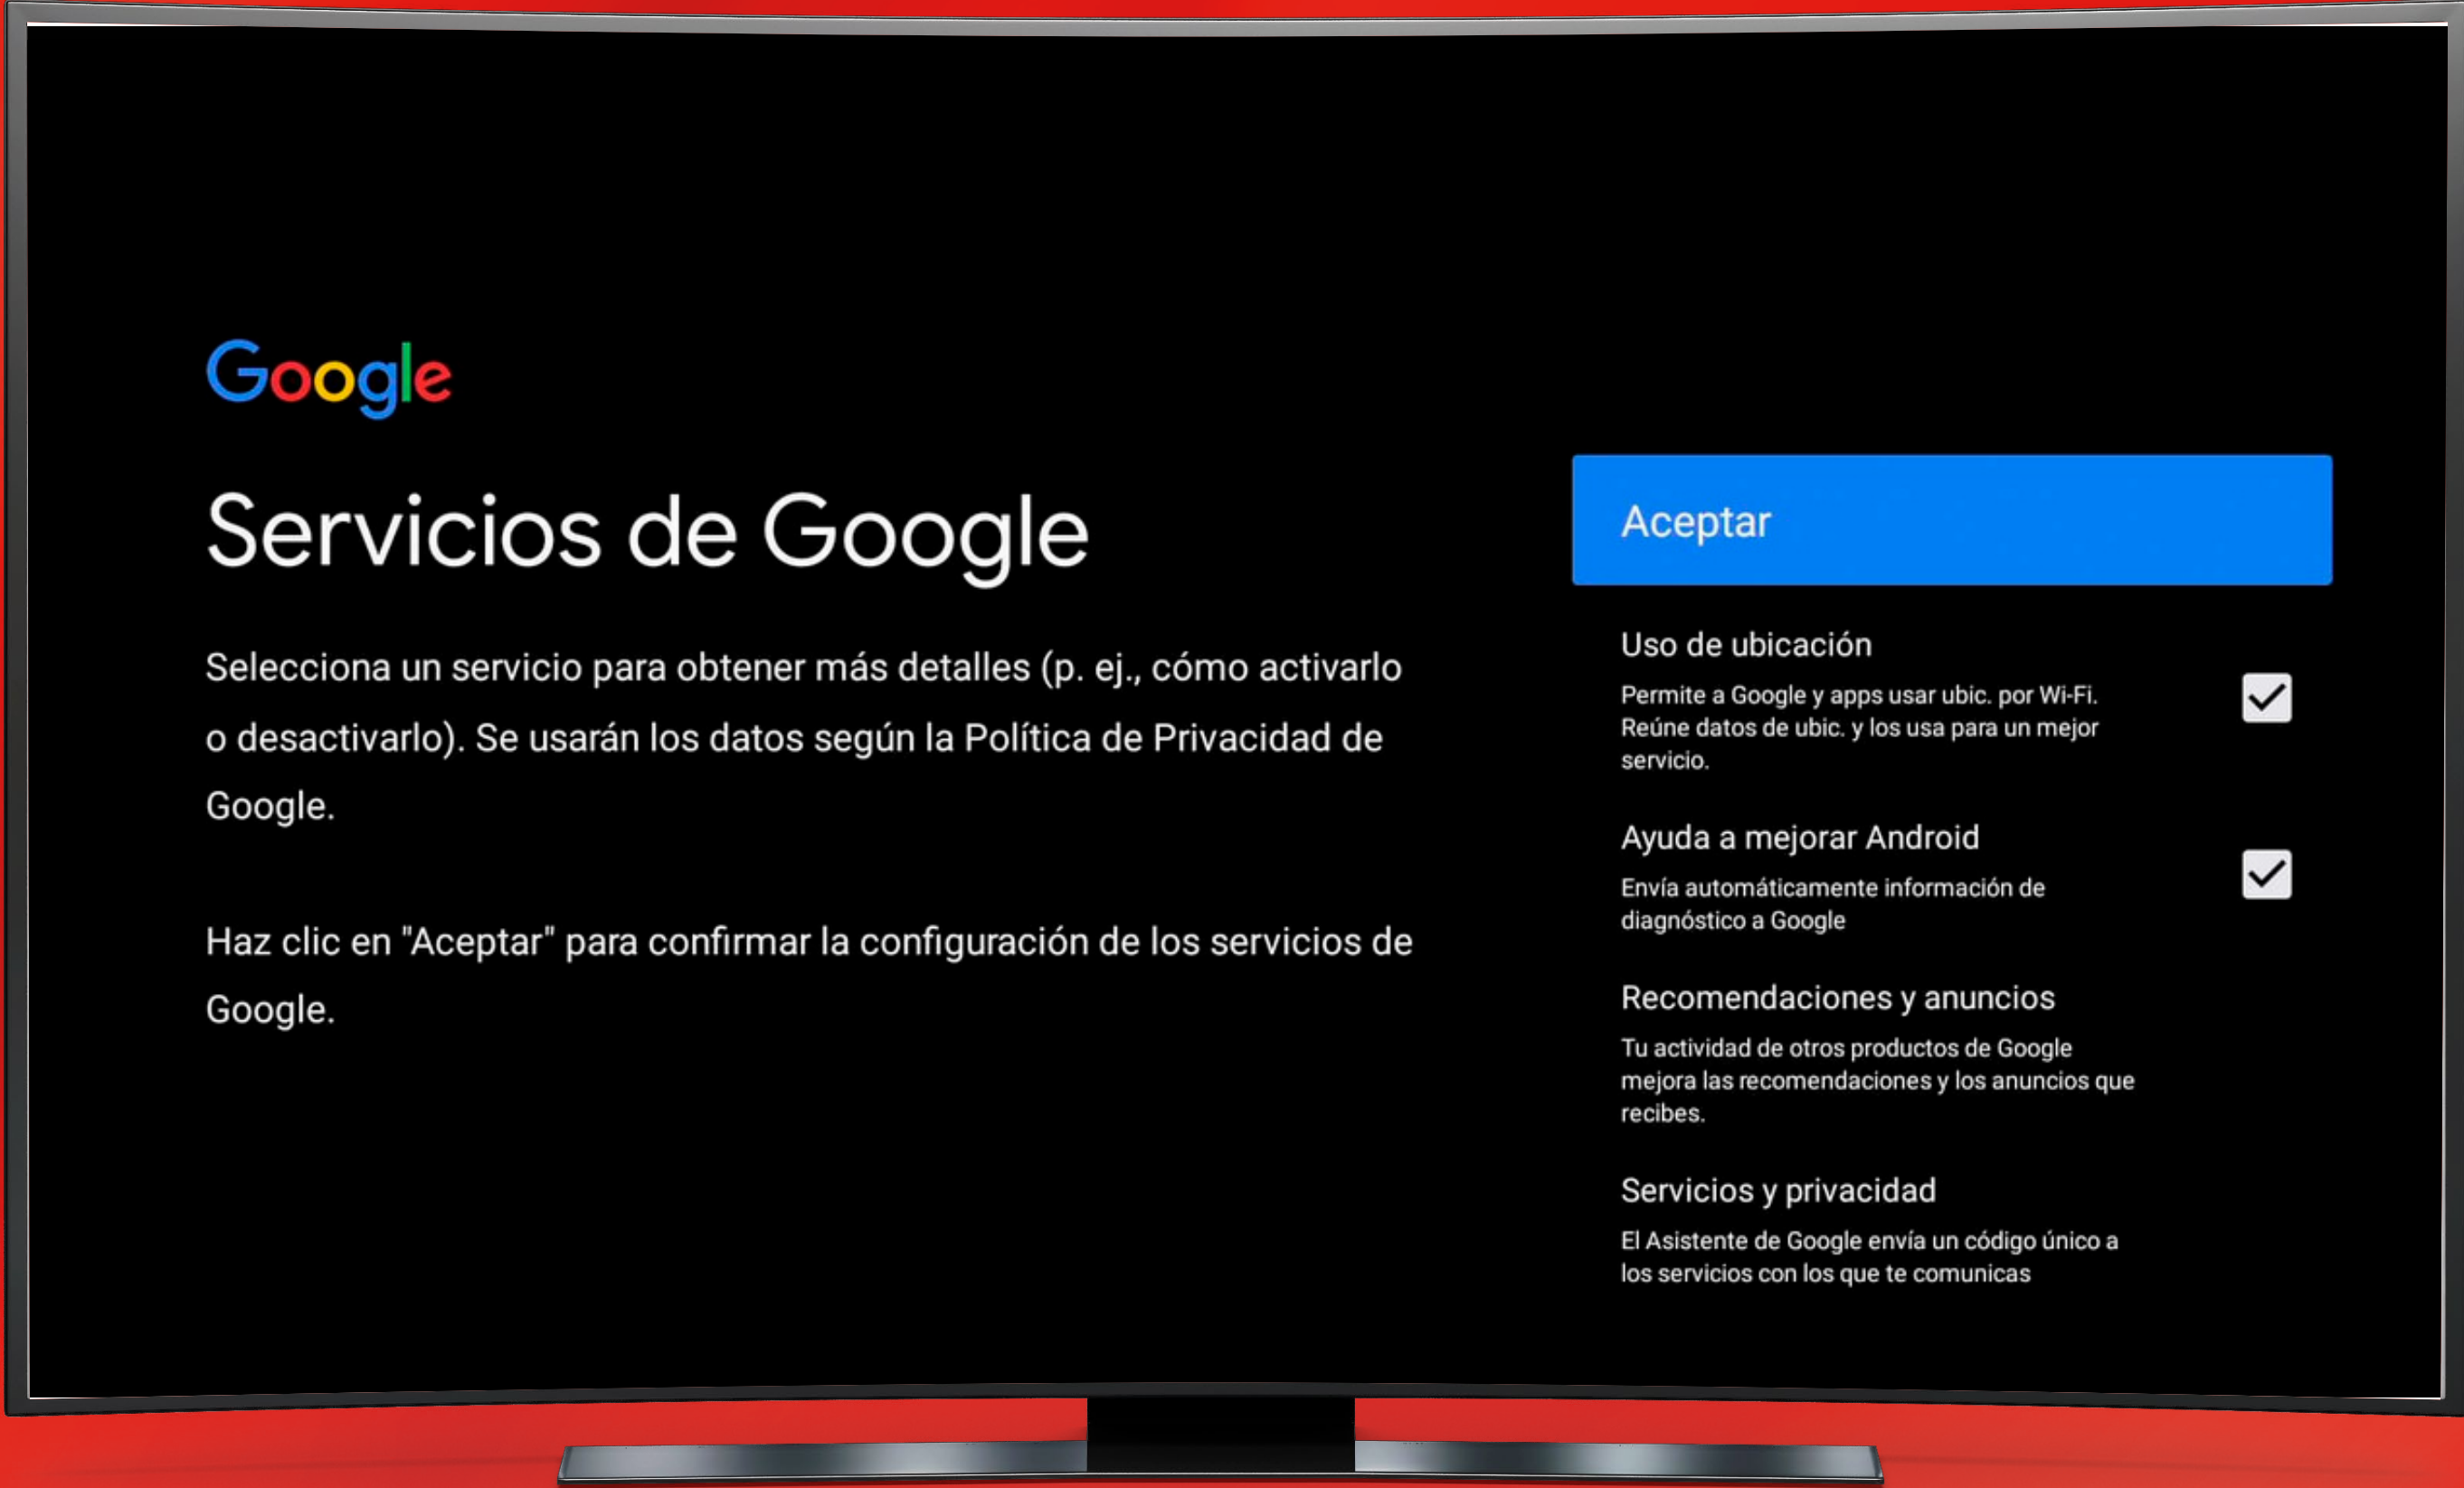 Google
Servicios de Google
Selecciona un servicio para obtener más detalles (p. ej., cómo activarlo
o desactivarlo). Se usarán los datos según la Política de Privacidad de
Google.
Haz clic en "Aceptar" para confirmar la configuración de los servicios de
Google.
Aceptar
Uso de ubicación
Permite a Google y apps usar ubic. por Wi-Fi.
Reúne datos de ubic. y los usa para un mejor
servicio.
Ayuda a mejorar Android
Envía automáticamente información de
diagnóstico a Google
Recomendaciones y anuncios
Tu actividad de otros productos de Google
mejora las recomendaciones y los anuncios que
recibes.
Servicios y privacidad
El Asistente de Google envía un código único a
los servicios con los que te comunicas